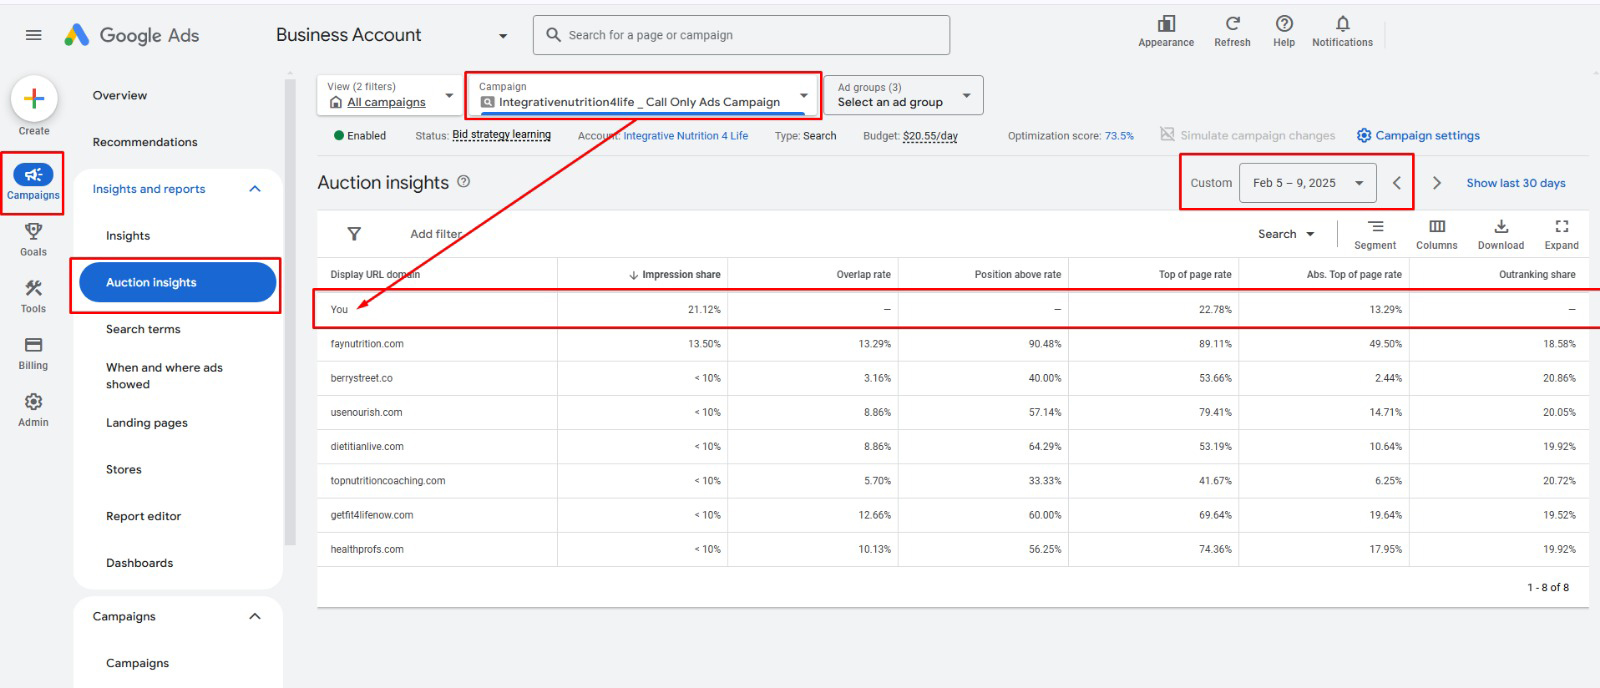 Google Ads
Business Account
Search for a page or campaign
Appearance
Refresh
Help
Notifications
Create
Campaigns
Goals
Tools
Billing
Admin
Overview
Recommendations
Insights and reports
Insights
Auction insights
Search terms
When and where ads
showed
Landing pages
Stores
Report editor
Dashboards
Campaigns
Campaigns
View (2 filters)
All campaigns
Campaign
Integrativenutrition4life _ Call Only Ads Campaign
Ad groups (3)
Select an ad group
Enabled Status: Bid strategy learning Account: Integrative Nutrition 4 Life Type: Search Budget: $20.55/day Optimization score: 73.5% Simulate campaign changes Campaign settings
Auction insights
Custom Feb 5 – 9, 2025 Show last 30 days
Add filter
Search
Segment
Columns
Download
Expand
Display URL domain Impression share Overlap rate Position above rate Top of page rate Abs. Top of page rate Outranking share
You 21.12% — — 22.78% 13.29% —
faynutrition.com 13.50% 13.29% 90.48% 89.11% 49.50% 18.58%
berrystreet.co < 10% 3.16% 40.00% 53.66% 2.44% 20.86%
usenourish.com < 10% 8.86% 57.14% 79.41% 14.71% 20.05%
dietitianlive.com < 10% 8.86% 64.29% 53.19% 10.64% 19.92%
topnutritioncoaching.com < 10% 5.70% 33.33% 41.67% 6.25% 20.72%
getfit4lifenow.com < 10% 12.66% 60.00% 69.64% 19.64% 19.52%
healthprofs.com < 10% 10.13% 56.25% 74.36% 17.95% 19.92%
1 - 8 of 8